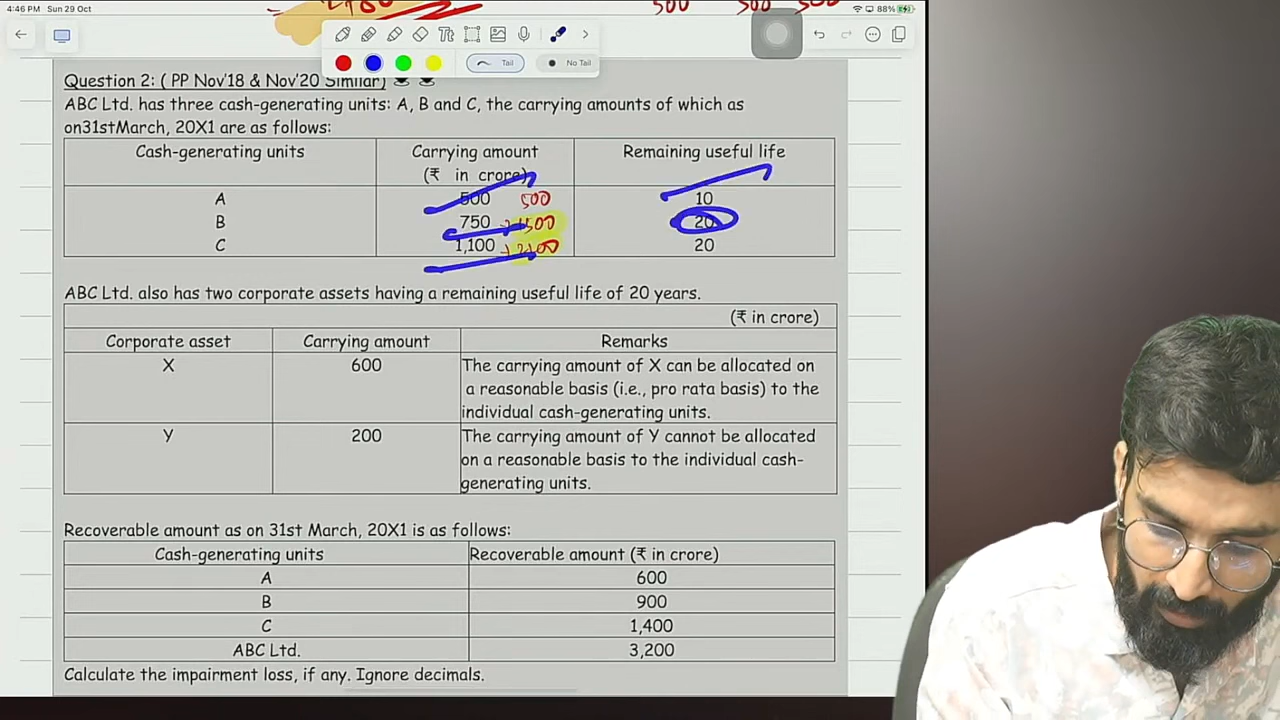 4:46 PM Sun 29 Oct
88%
500 500 500
Tail
No Tail
Question 2: ( PP Nov'18 & Nov'20 Similar)
ABC Ltd. has three cash-generating units: A, B and C, the carrying amounts of which as
on31stMarch, 20X1 are as follows:
Cash-generating units Carrying amount Remaining useful life
(₹ in crore)
A 500 500 10
B 750 1500 20
C 1,100 2200 20
ABC Ltd. also has two corporate assets having a remaining useful life of 20 years.
(₹ in crore)
Corporate asset Carrying amount Remarks
X 600 The carrying amount of X can be allocated on
a reasonable basis (i.e., pro rata basis) to the
individual cash-generating units.
Y 200 The carrying amount of Y cannot be allocated
on a reasonable basis to the individual cash-
generating units.
Recoverable amount as on 31st March, 20X1 is as follows:
Cash-generating units Recoverable amount (₹ in crore)
A 600
B 900
C 1,400
ABC Ltd. 3,200
Calculate the impairment loss, if any. Ignore decimals.